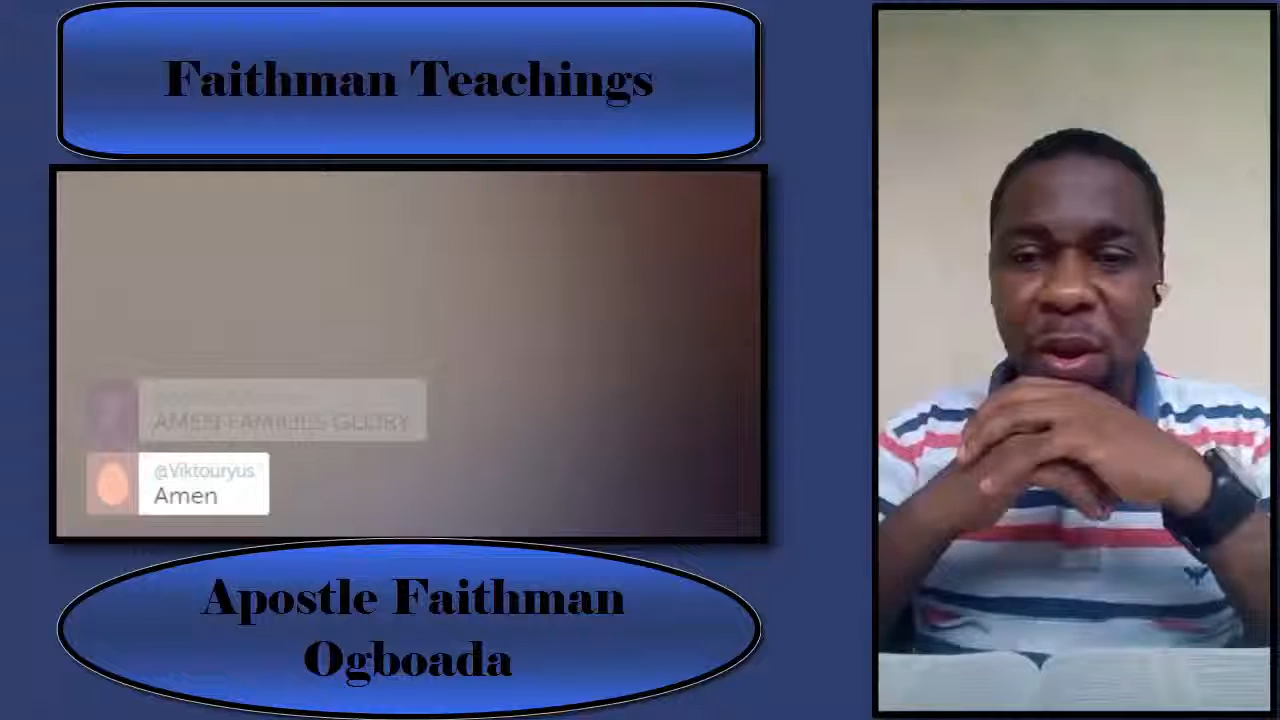 Faithman Teachings
AMEN FAMILIES GLORY
@Viktouryus
Amen
Apostle Faithman
Ogboada